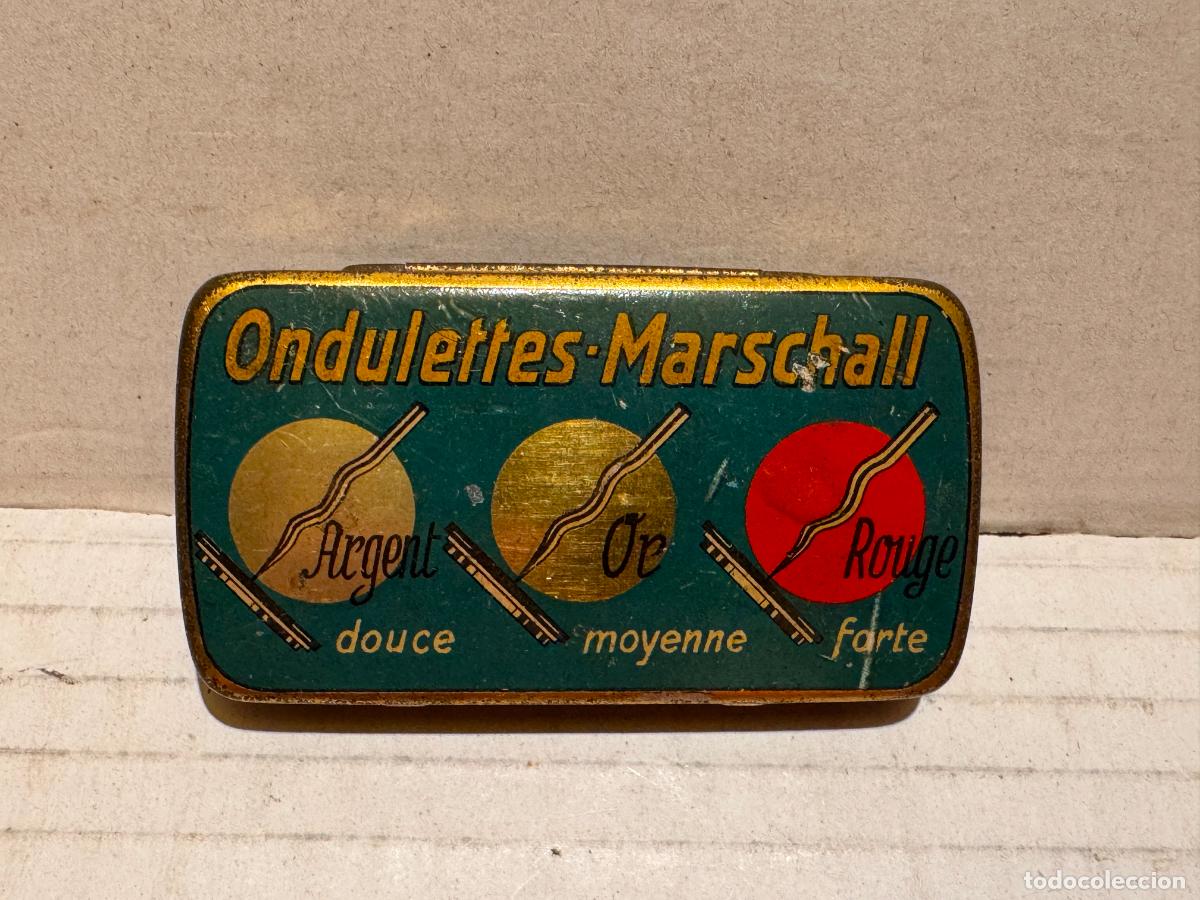 Ondulettes·Marschall
Argent Or Rouge
douce moyenne forte
todocoleccion